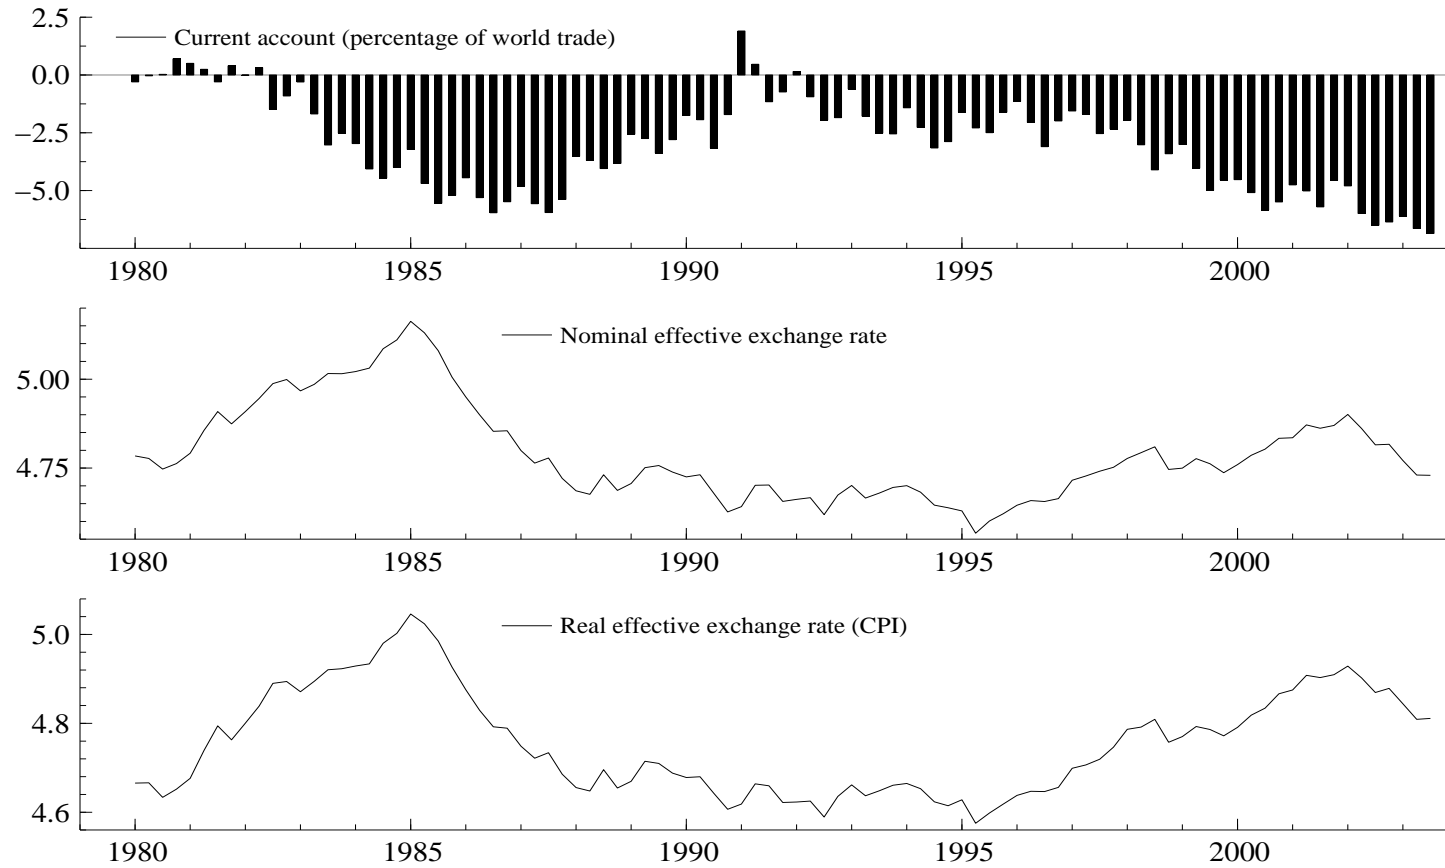 2.5
Current account (percentage of world trade)
0.0
−2.5
−5.0
1980 1985 1990 1995 2000
Nominal effective exchange rate
5.00
4.75
1980 1985 1990 1995 2000
Real effective exchange rate (CPI)
5.0
4.8
4.6
1980 1985 1990 1995 2000